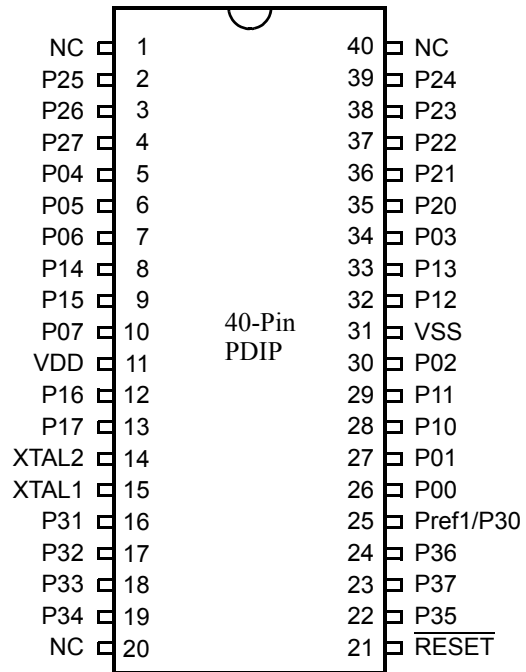 NC 1 40 NC
P25 2 39 P24
P26 3 38 P23
P27 4 37 P22
P04 5 36 P21
P05 6 35 P20
P06 7 34 P03
P14 8 33 P13
P15 9 32 P12
P07 10 40-Pin 31 VSS
VDD 11 PDIP 30 P02
P16 12 29 P11
P17 13 28 P10
XTAL2 14 27 P01
XTAL1 15 26 P00
P31 16 25 Pref1/P30
P32 17 24 P36
P33 18 23 P37
P34 19 22 P35
NC 20 21 RESET